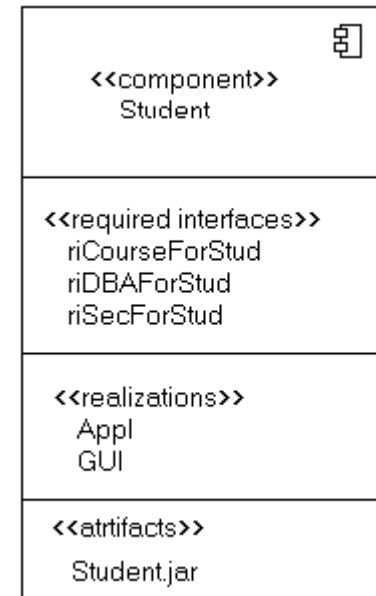 <<component>>
Student
<<required interfaces>>
riCourseForStud
riDBAForStud
riSecForStud
<<realizations>>
Appl
GUI
<<atrtifacts>>
Student.jar